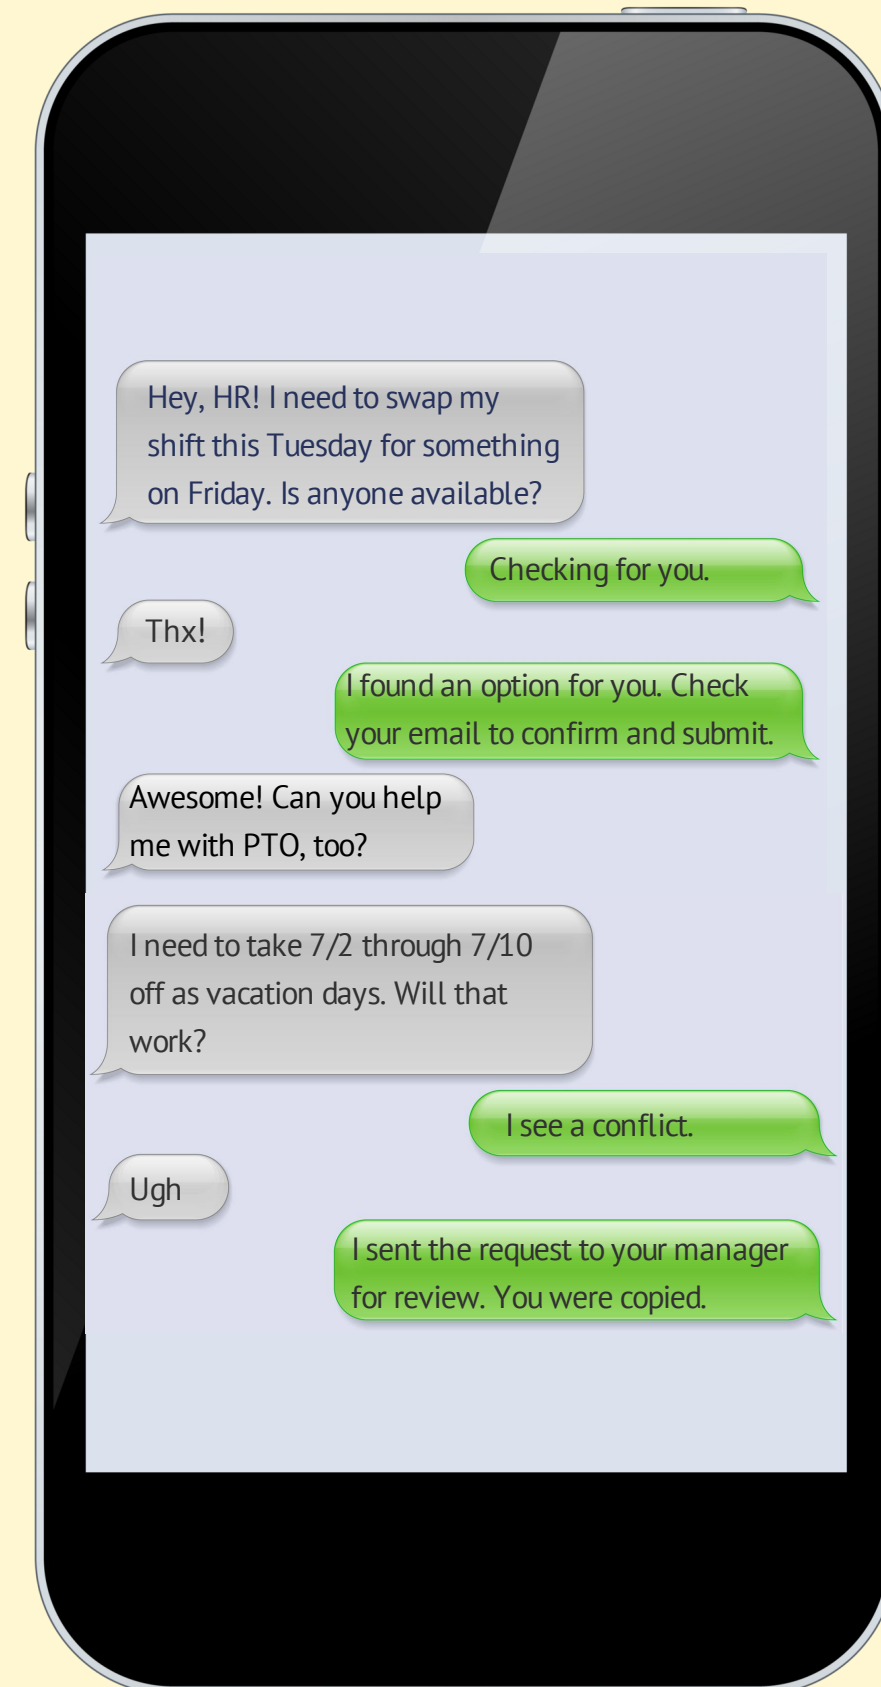 Hey, HR! I need to swap my
shift this Tuesday for something
on Friday. Is anyone available?
Checking for you.
Thx!
I found an option for you. Check
your email to confirm and submit.
Awesome! Can you help
me with PTO, too?
I need to take 7/2 through 7/10
off as vacation days. Will that
work?
I see a conflict.
Ugh
I sent the request to your manager
for review. You were copied.